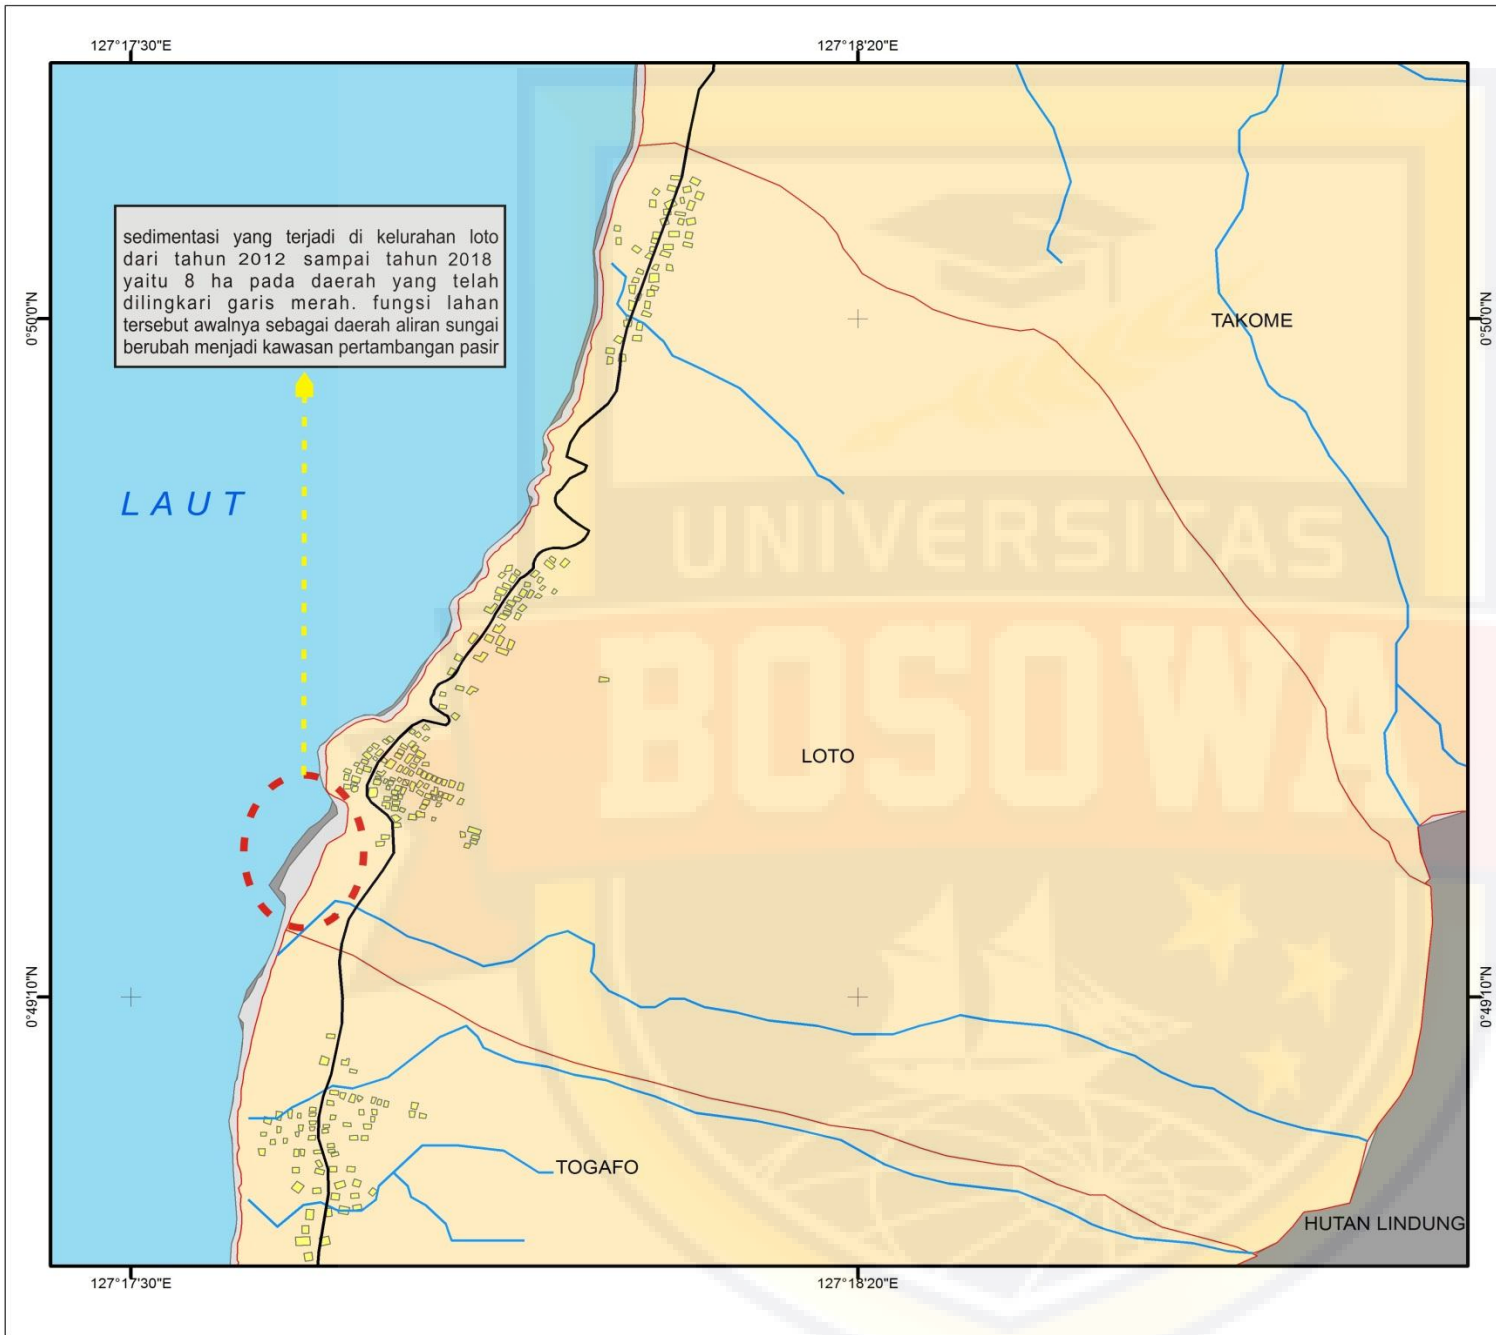 127°17'30"E
127°18'20"E
sedimentasi yang terjadi di kelurahan loto
dari tahun 2012 sampai tahun 2018
yaitu 8 ha pada daerah yang telah
dilingkari garis merah. fungsi lahan
tersebut awalnya sebagai daerah aliran sungai
berubah menjadi kawasan pertambangan pasir
0°50'0"N
0°50'0"N
TAKOME
LAUT
UNIVERSITAS
BOSOWA
LOTO
0°49'10"N
0°49'10"N
TOGAFO
HUTAN LINDUNG
127°17'30"E
127°18'20"E